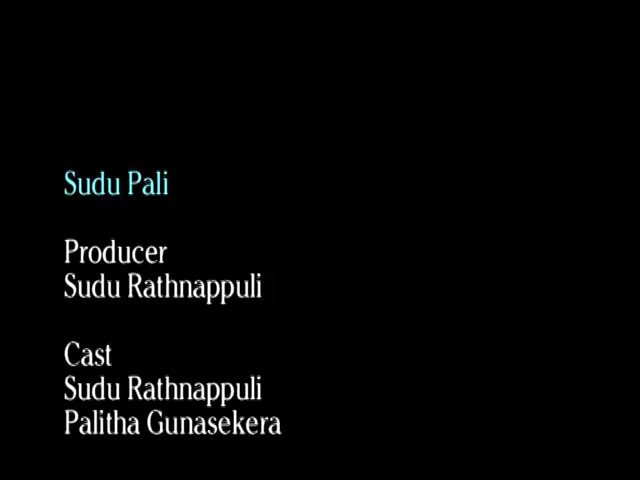 Sudu Pali
Producer
Sudu Rathnappuli
Cast
Sudu Rathnappuli
Palitha Gunasekera